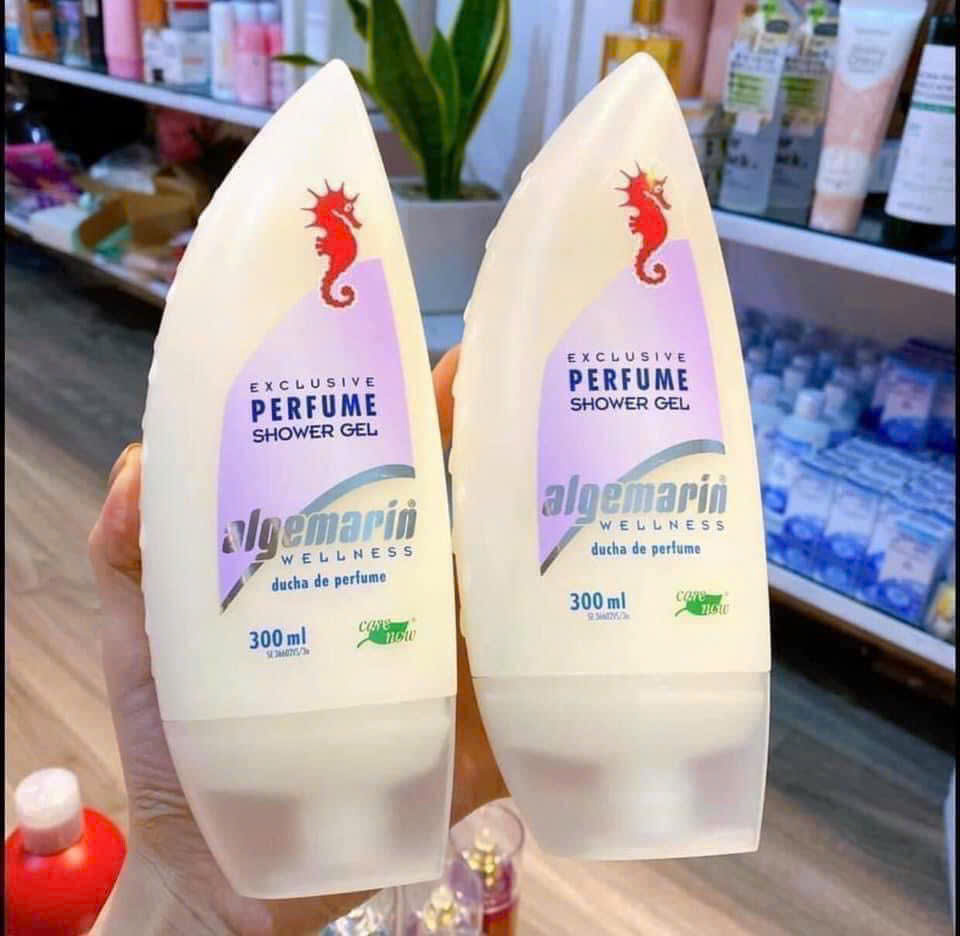 EXCLUSIVE
PERFUME
SHOWER GEL
algemarin®
WELLNESS
ducha de perfume
300 ml
care
now
EXCLUSIVE
PERFUME
SHOWER GEL
algemarin®
WELLNESS
ducha de perfume
300 ml
care
now